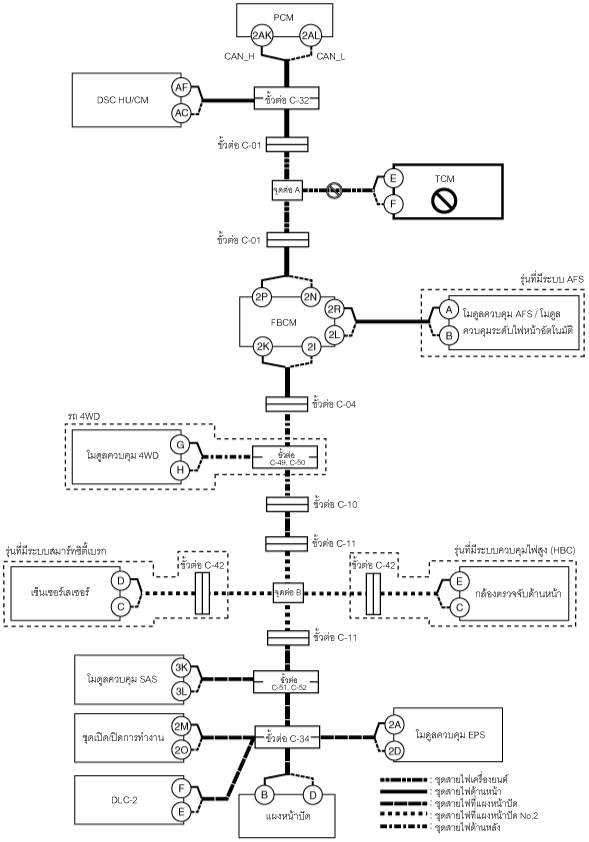 PCM
2AK
2AL
CAN_H
CAN_L
DSC HU/CM
AF
AC
ขั้วต่อ C-32
ขั้วต่อ C-01
จุดต่อ A
E
F
TCM
ขั้วต่อ C-01
รุ่นที่มีระบบ AFS
2P
2N
FBCM
2R
2L
2K
2I
A
B
โมดูลควบคุม AFS / โมดูล
ควบคุมระดับไฟหน้าอัตโนมัติ
ขั้วต่อ C-04
รถ 4WD
โมดูลควบคุม 4WD
G
H
ขั้วต่อ
C-49, C-50
ขั้วต่อ C-10
ขั้วต่อ C-11
รุ่นที่มีระบบสมาร์ทซิตี้เบรก
ขั้วต่อ C-42
เซ็นเซอร์เลเซอร์
D
C
จุดต่อ B
รุ่นที่มีระบบควบคุมไฟสูง (HBC)
ขั้วต่อ C-42
E
C
กล้องตรวจจับด้านหน้า
ขั้วต่อ C-11
โมดูลควบคุม SAS
3K
3L
ขั้วต่อ
C-51, C-52
ชุดเปิด/ปิดการทำงาน
2M
2O
ขั้วต่อ C-34
2A
2D
โมดูลควบคุม EPS
DLC-2
F
E
B
D
แผงหน้าปัด
: ชุดสายไฟเครื่องยนต์
: ชุดสายไฟด้านหน้า
: ชุดสายไฟที่แผงหน้าปัด
: ชุดสายไฟที่แผงหน้าปัด No.2
: ชุดสายไฟด้านหลัง